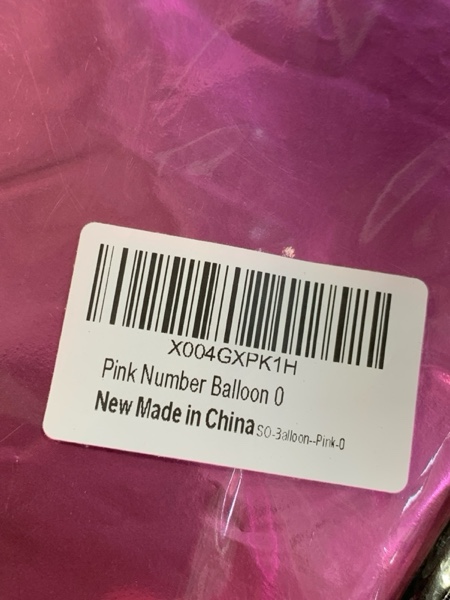 X004GXPK1H
Pink Number Balloon 0
New Made in China SO-Balloon--Pink-0